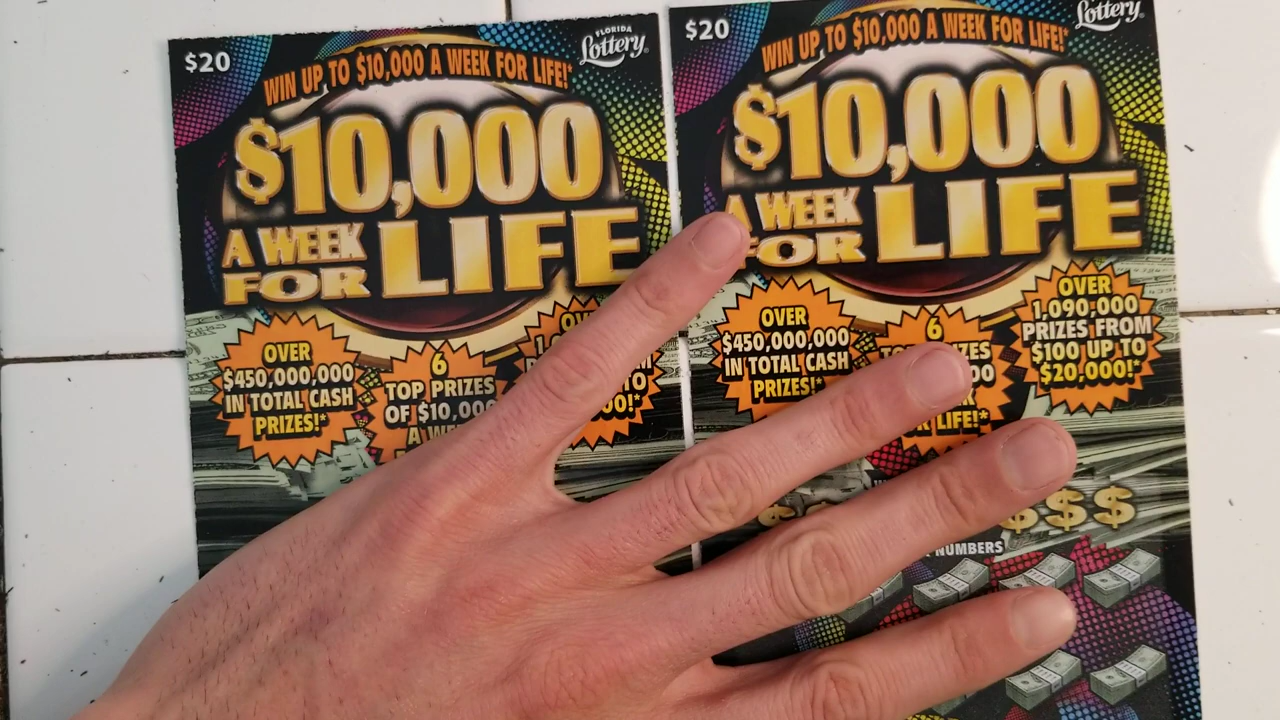 $20
FLORIDA
Lottery
WIN UP TO $10,000 A WEEK FOR LIFE!*
$10,000
A WEEK
FOR LIFE
OVER
$450,000,000
IN TOTAL CASH
PRIZES!*
6
TOP PRIZES
OF $10,000
$20
Lottery
WIN UP TO $10,000 A WEEK FOR LIFE!*
$10,000
A WEEK
FOR LIFE
OVER
$450,000,000
IN TOTAL CASH
PRIZES!*
6
LIFE!*
OVER
1,090,000
PRIZES FROM
$100 UP TO
$20,000!*
$$$
NUMBERS